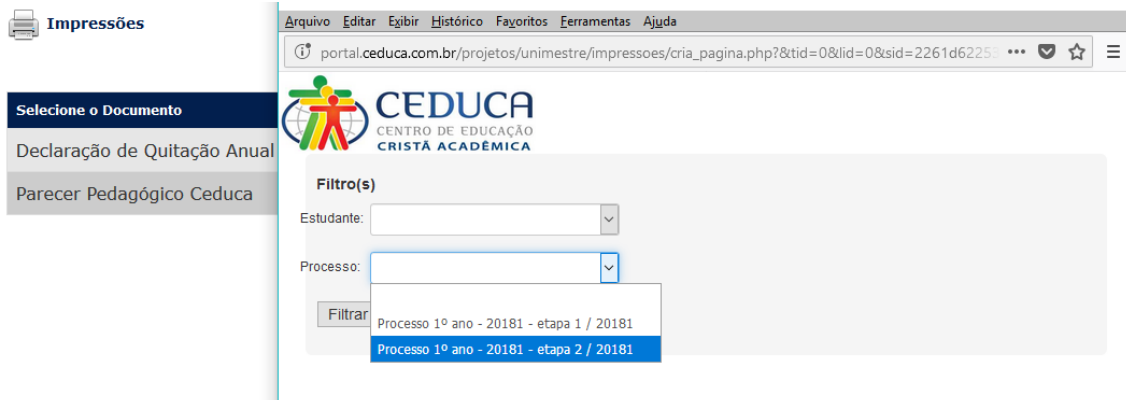 Impressões
Selecione o Documento
Declaração de Quitação Anual
Parecer Pedagógico Ceduca
Arquivo Editar Exibir Histórico Favoritos Ferramentas Ajuda
portal.ceduca.com.br/projetos/unimestre/impressoes/cria_pagina.php?&tid=0&lid=0&sid=2261d62253
CEDUCA
CENTRO DE EDUCAÇÃO
CRISTÃ ACADÊMICA
Filtro(s)
Estudante:
Processo:
Filtrar
Processo 1º ano - 20181 - etapa 1 / 20181
Processo 1º ano - 20181 - etapa 2 / 20181